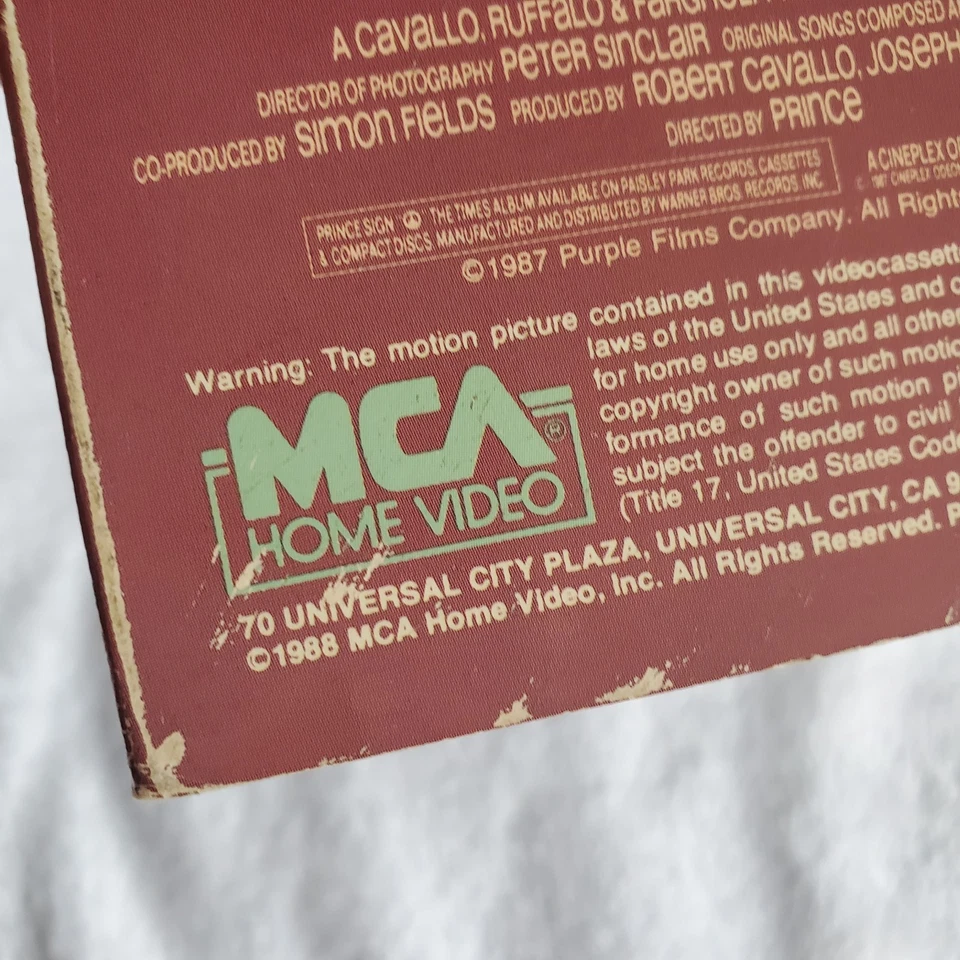 A CAVALLO, RUFFALO &
DIRECTOR OF PHOTOGRAPHY PETER SINCLAIR ORIGINAL SONGS COMPOSED
CO-PRODUCED BY SIMON FIELDS PRODUCED BY ROBERT CAVALLO, JOSEPH
DIRECTED BY PRINCE
PRINCE SIGN ☮ THE TIMES ALBUM AVAILABLE ON PAISLEY PARK RECORDS, CASSETTES
& COMPACT DISCS MANUFACTURED AND DISTRIBUTED BY WARNER BROS. RECORDS INC.
A CINEPLEX
©1987 Purple Films Company. All
Warning: The motion picture contained in this
laws of the United States and
for home use only and all
copyright owner of such
formance of such motion
subject the offender to civil
(Title 17, United States
MCA ®
HOME VIDEO
70 UNIVERSAL CITY PLAZA, UNIVERSAL CITY, CA 9
©1988 MCA Home Video, Inc. All Rights Reserved.